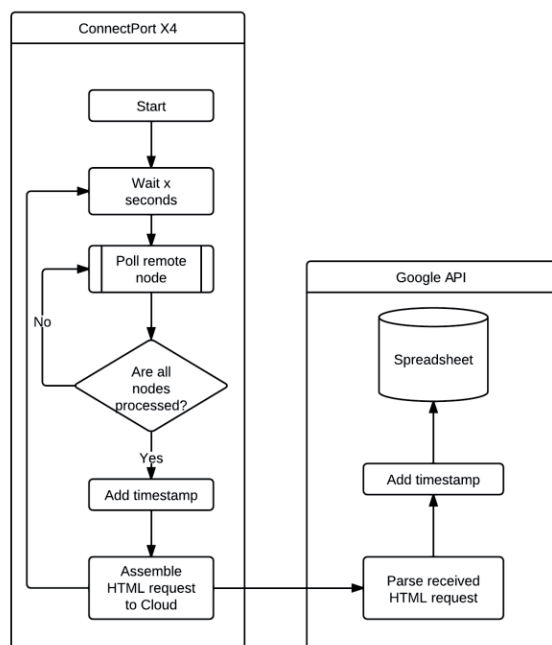 ConnectPort X4
Start
Wait x
seconds
Poll remote
node
No
Are all
nodes
processed?
Yes
Add timestamp
Assemble
HTML request
to Cloud
Google API
Spreadsheet
Add timestamp
Parse received
HTML request